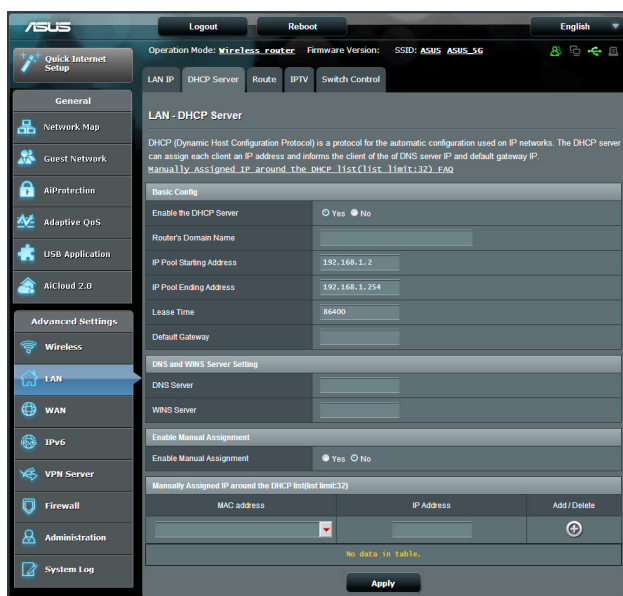 ASUS
Logout
Reboot
English
Quick Internet Setup
Operation Mode: Wireless router Firmware Version: SSID: ASUS ASUS_5G
LAN IP
DHCP Server
Route
IPTV
Switch Control
General
Network Map
Guest Network
AiProtection
Adaptive QoS
USB Application
AiCloud 2.0
Advanced Settings
Wireless
LAN
WAN
IPv6
VPN Server
Firewall
Administration
System Log
LAN - DHCP Server
DHCP (Dynamic Host Configuration Protocol) is a protocol for the automatic configuration used on IP networks. The DHCP server
can assign each client an IP address and informs the client of the of DNS server IP and default gateway IP.
Manually Assigned IP around the DHCP list(list limit:32) FAQ
Basic Config
Enable the DHCP Server
Yes No
Router's Domain Name
IP Pool Starting Address
192.168.1.2
IP Pool Ending Address
192.168.1.254
Lease Time
86400
Default Gateway
DNS and WINS Server Setting
DNS Server
WINS Server
Enable Manual Assignment
Enable Manual Assignment
Yes No
Manually Assigned IP around the DHCP list(list limit:32)
MAC address
IP Address
Add / Delete
No data in table.
Apply